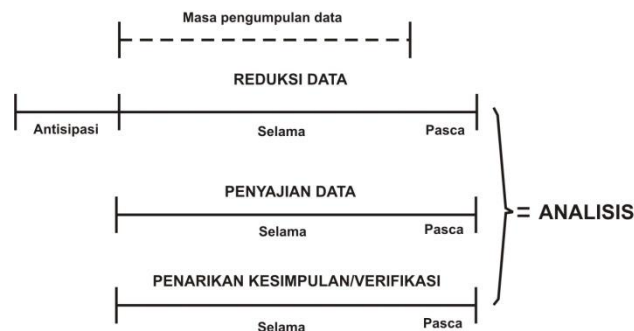 Masa pengumpulan data
REDUKSI DATA
Antisipasi
Selama
Pasca
PENYAJIAN DATA
Selama
Pasca
= ANALISIS
PENARIKAN KESIMPULAN/VERIFIKASI
Selama
Pasca